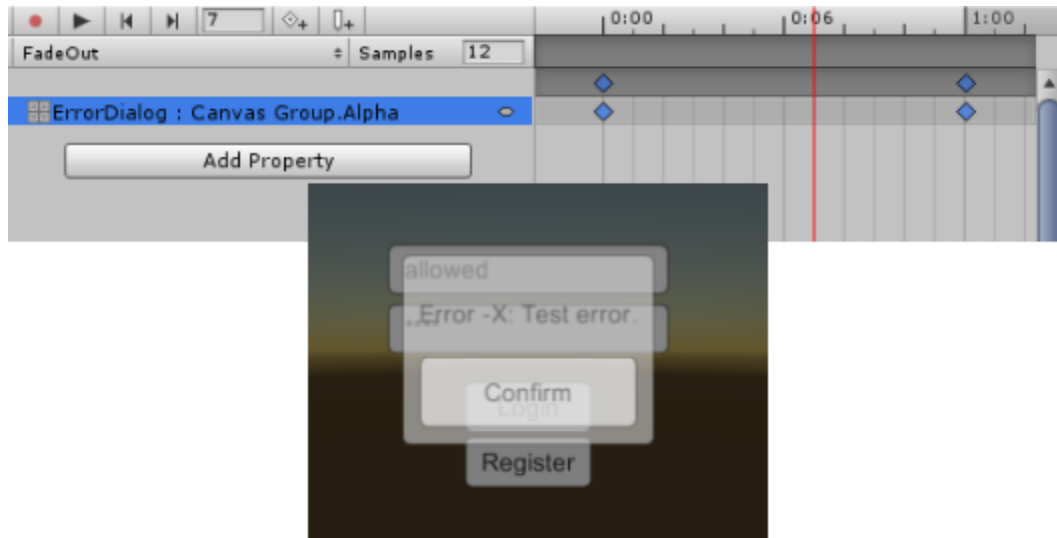 7
0:00 0:06 1:00
FadeOut Samples 12
ErrorDialog : Canvas Group.Alpha
Add Property
allowed
....
Error -X: Test error.
Confirm
Login
Register